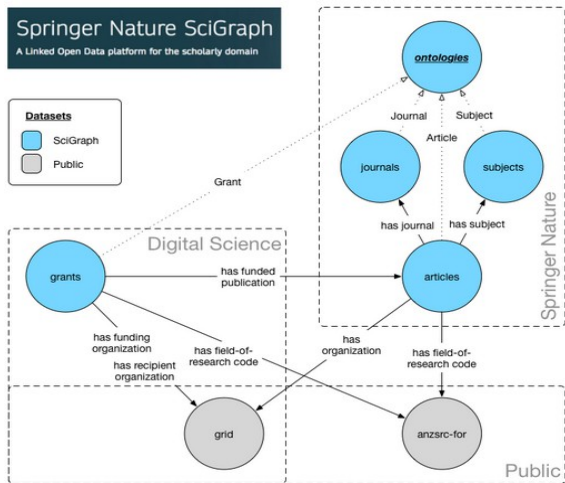 Springer Nature SciGraph
A Linked Open Data platform for the scholarly domain
Datasets
SciGraph
Public
ontologies
Journal
Subject
Article
Grant
journals
subjects
has journal
has subject
Springer Nature
Digital Science
grants
has funded
publication
articles
has funding
organization
has field-of-
research code
has recipient
organization
has
organization
has field-of-
research code
grid
anzsrc-for
Public